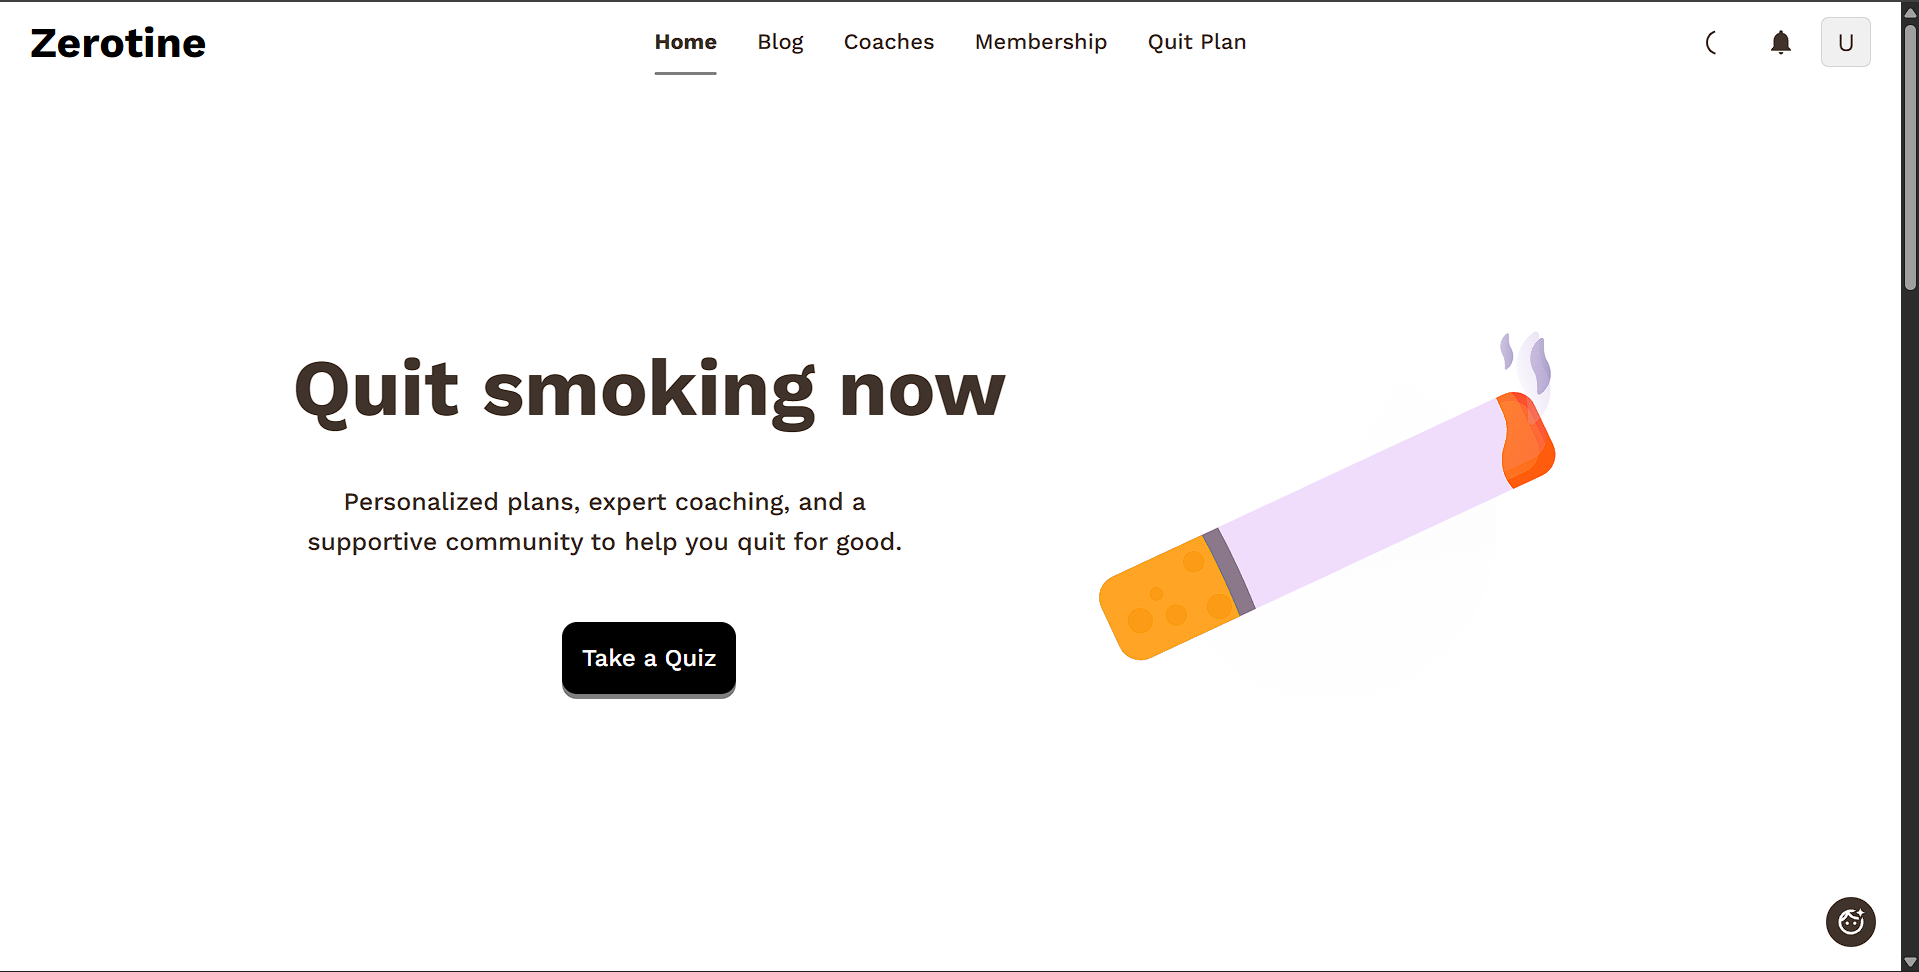 Zerotine
Home Blog Coaches Membership Quit Plan
U
Quit smoking now
Personalized plans, expert coaching, and a
supportive community to help you quit for good.
Take a Quiz